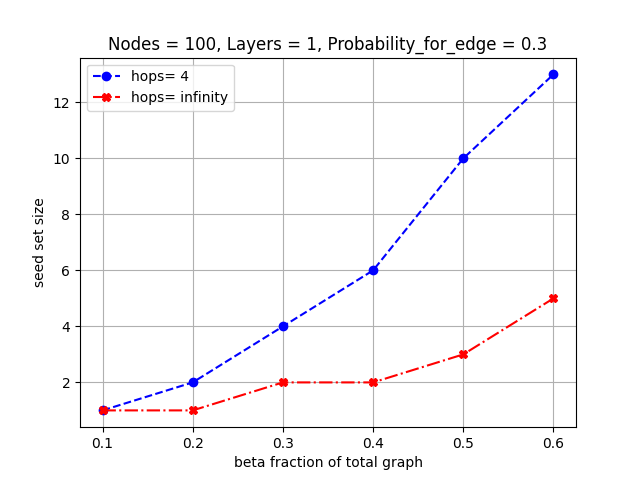 Nodes = 100, Layers = 1, Probability_for_edge = 0.3
hops= 4
hops= infinity
seed set size
12
10
8
6
4
2
0.1 0.2 0.3 0.4 0.5 0.6
beta fraction of total graph